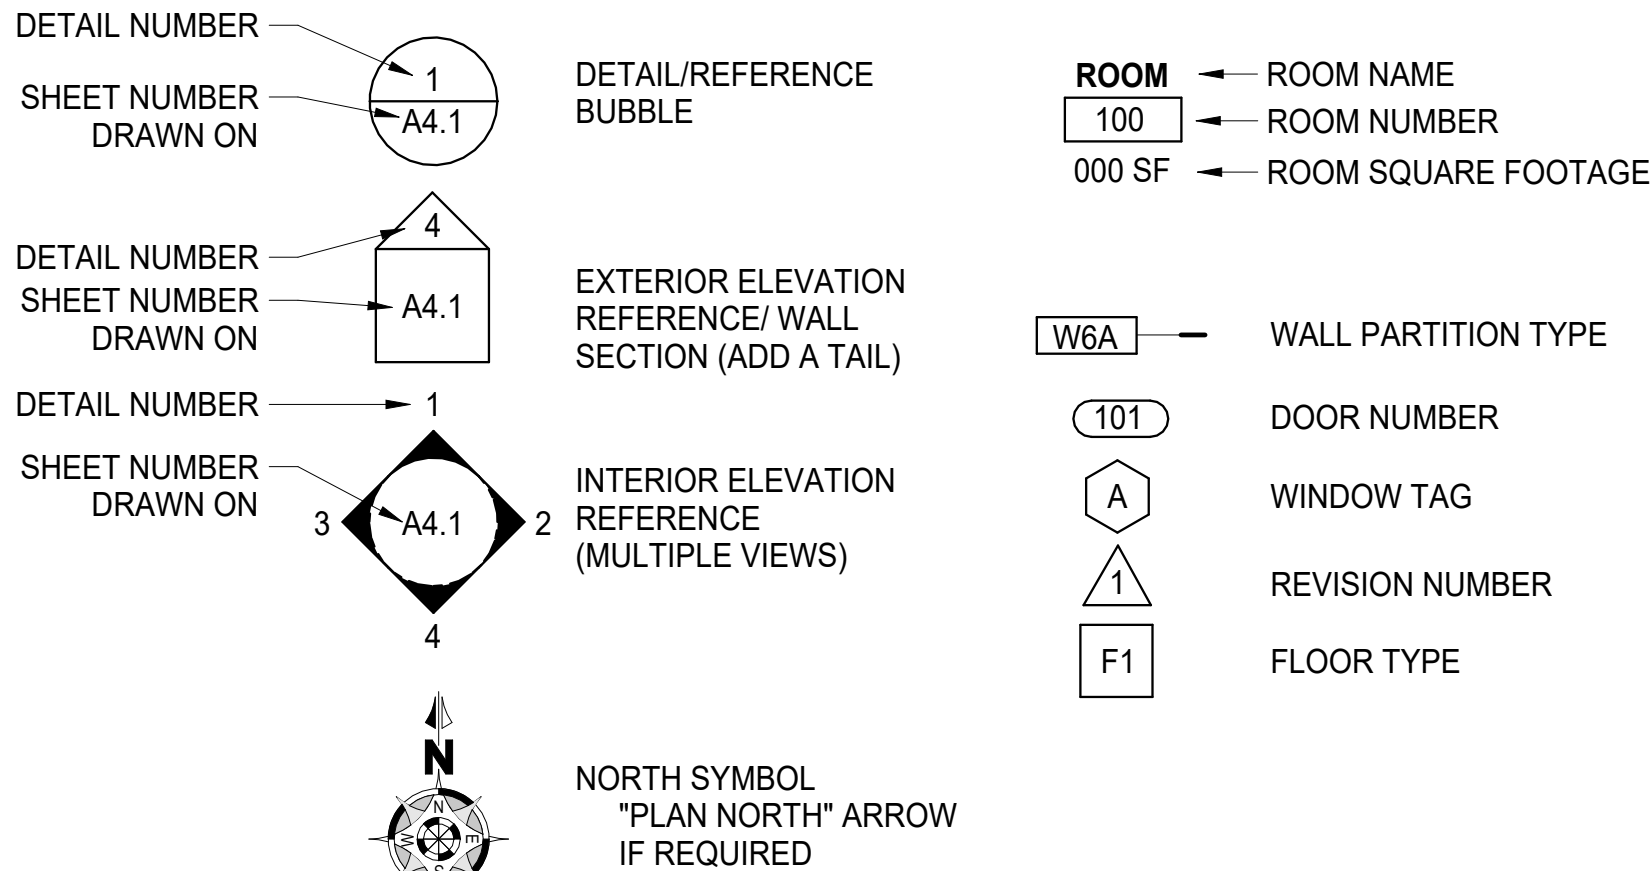 DETAIL NUMBER
1
SHEET NUMBER
DRAWN ON
A4.1
DETAIL/REFERENCE
BUBBLE
4
DETAIL NUMBER
SHEET NUMBER
DRAWN ON
A4.1
EXTERIOR ELEVATION
REFERENCE/ WALL
SECTION (ADD A TAIL)
DETAIL NUMBER
1
SHEET NUMBER
DRAWN ON
3
A4.1
2
4
INTERIOR ELEVATION
REFERENCE
(MULTIPLE VIEWS)
N
N
W
E
S
NORTH SYMBOL
"PLAN NORTH" ARROW
IF REQUIRED
ROOM
ROOM NAME
100
ROOM NUMBER
000 SF
ROOM SQUARE FOOTAGE
W6A
WALL PARTITION TYPE
101
DOOR NUMBER
A
WINDOW TAG
1
REVISION NUMBER
F1
FLOOR TYPE